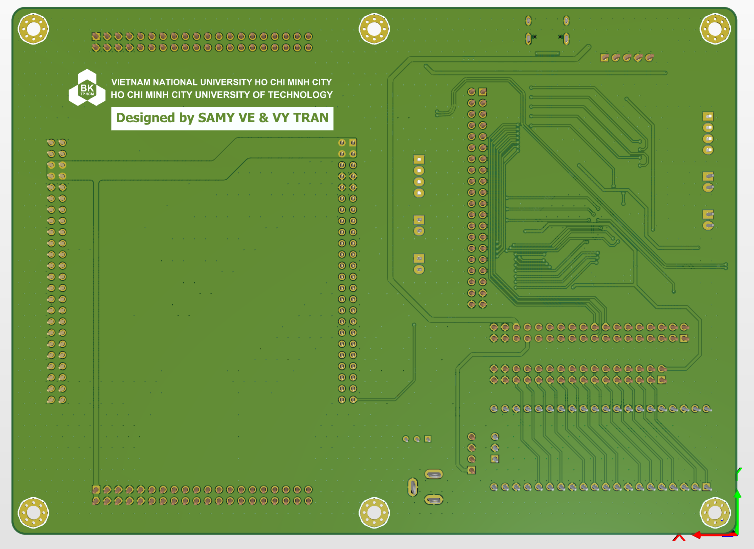 VIETNAM NATIONAL UNIVERSITY HO CHI MINH CITY
BK
HO CHI MINH CITY UNIVERSITY OF TECHNOLOGY
Designed by SAMY VE & VY TRAN
X